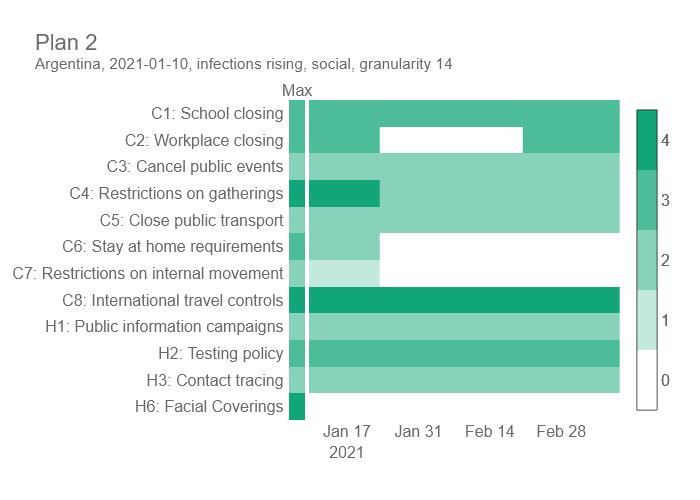 Plan 2
Argentina, 2021-01-10, infections rising, social, granularity 14
Max
C1: School closing
C2: Workplace closing
C3: Cancel public events
C4: Restrictions on gatherings
C5: Close public transport
C6: Stay at home requirements
C7: Restrictions on internal movement
C8: International travel controls
H1: Public information campaigns
H2: Testing policy
H3: Contact tracing
H6: Facial Coverings
Jan 17 Jan 31 Feb 14 Feb 28
2021
4
3
2
1
0